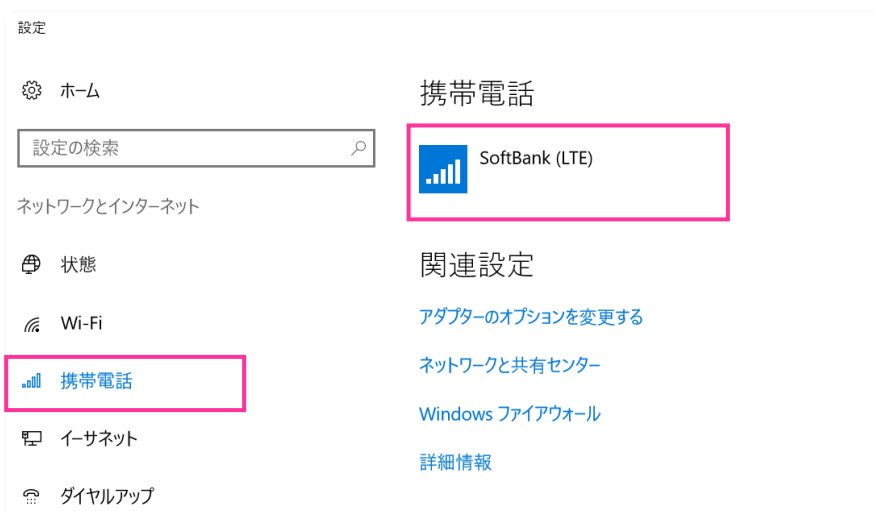 設定
ホーム
設定の検索
ネットワークとインターネット
状態
Wi-Fi
携帯電話
イーサネット
ダイヤルアップ
携帯電話
SoftBank (LTE)
関連設定
アダプターのオプションを変更する
ネットワークと共有センター
Windows ファイアウォール
詳細情報